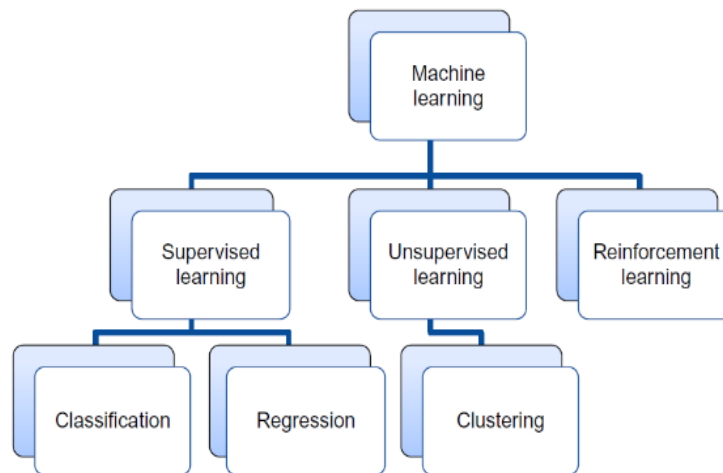 Machine
learning
Supervised
learning
Unsupervised
learning
Reinforcement
learning
Classification
Regression
Clustering